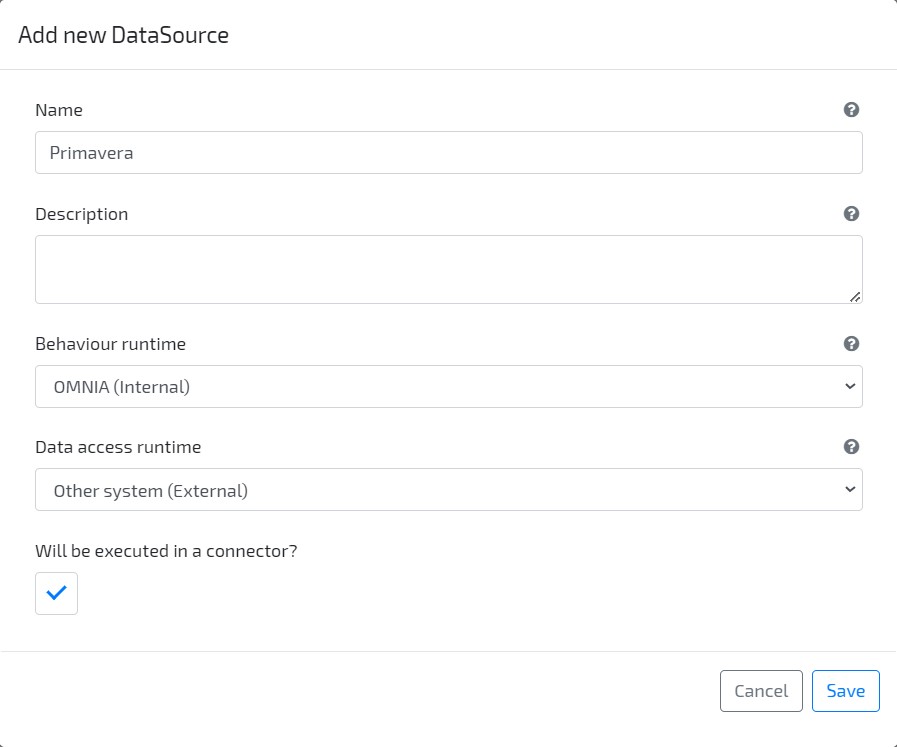 Add new DataSource
Name
Primavera
Description
Behaviour runtime
OMNIA (Internal)
Data access runtime
Other system (External)
Will be executed in a connector?
Cancel Save